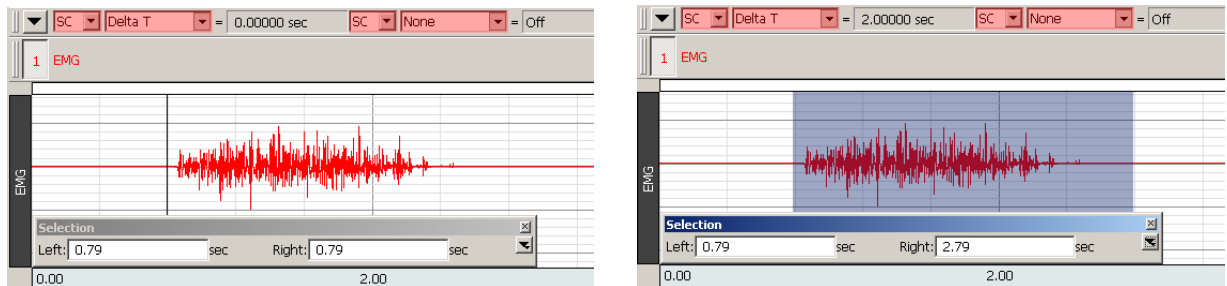 SC Delta T = 0.00000 sec SC None = Off
1 EMG
EMG
Selection
Left: 0.79 sec Right: 0.79 sec
0.00 2.00
SC Delta T = 2.00000 sec SC None = Off
1 EMG
EMG
Selection
Left: 0.79 sec Right: 2.79 sec
0.00 2.00